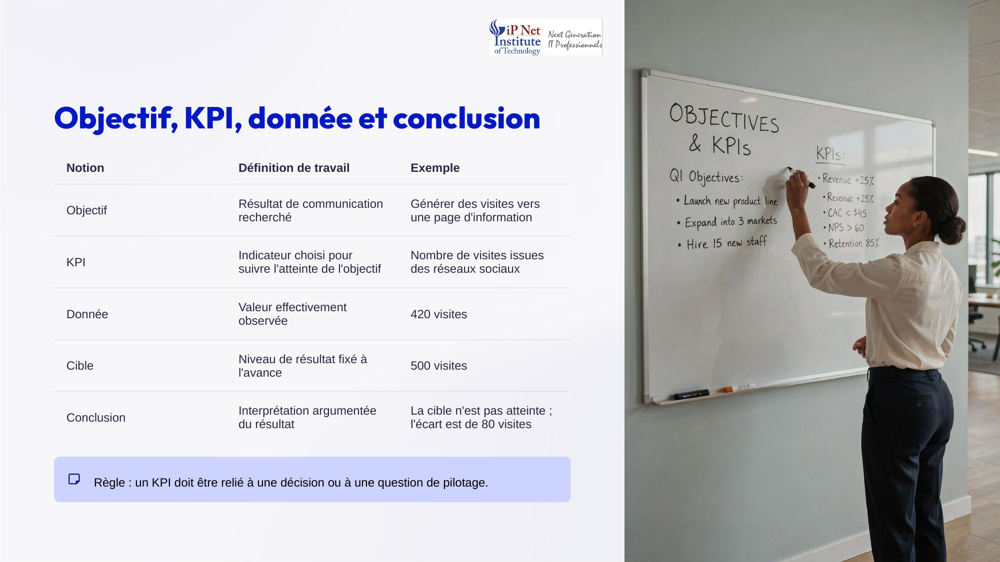 iP Net
Institute
of Technology
Next Generation
IT Professionnels
Objectif, KPI, donnée et conclusion
Notion
Définition de travail
Exemple
Objectif
Résultat de communication
recherché
Générer des visites vers
une page d'information
KPI
Indicateur choisi pour
suivre l'atteinte de l'objectif
Nombre de visites issues
des réseaux sociaux
Donnée
Valeur effectivement
observée
420 visites
Cible
Niveau de résultat fixé à
l'avance
500 visites
Conclusion
Interprétation argumentée
du résultat
La cible n'est pas atteinte ;
l'écart est de 80 visites
Règle : un KPI doit être relié à une décision ou à une question de pilotage.
OBJECTIVES
& KPIs
Q1 Objectives:
• Launch new product line
• Expand into 3 markets
• Hire 15 new staff
KPIs:
• Revenue +25%
• Revenue +25%
• CAC < $45
• NPS > 60
• Retention 85%